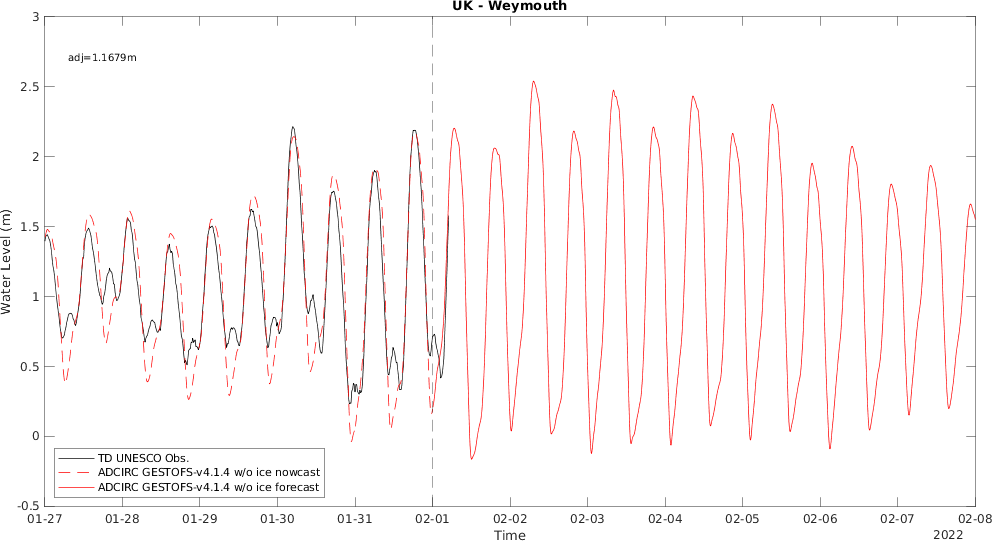 UK - Weymouth
adj=1.1679m
Water Level (m)
3
2.5
2
1.5
1
0.5
0
-0.5
TD UNESCO Obs.
ADCIRC GESTOFS-v4.1.4 w/o ice nowcast
ADCIRC GESTOFS-v4.1.4 w/o ice forecast
01-27 01-28 01-29 01-30 01-31 02-01 02-02 02-03 02-04 02-05 02-06 02-07 02-08
Time
2022